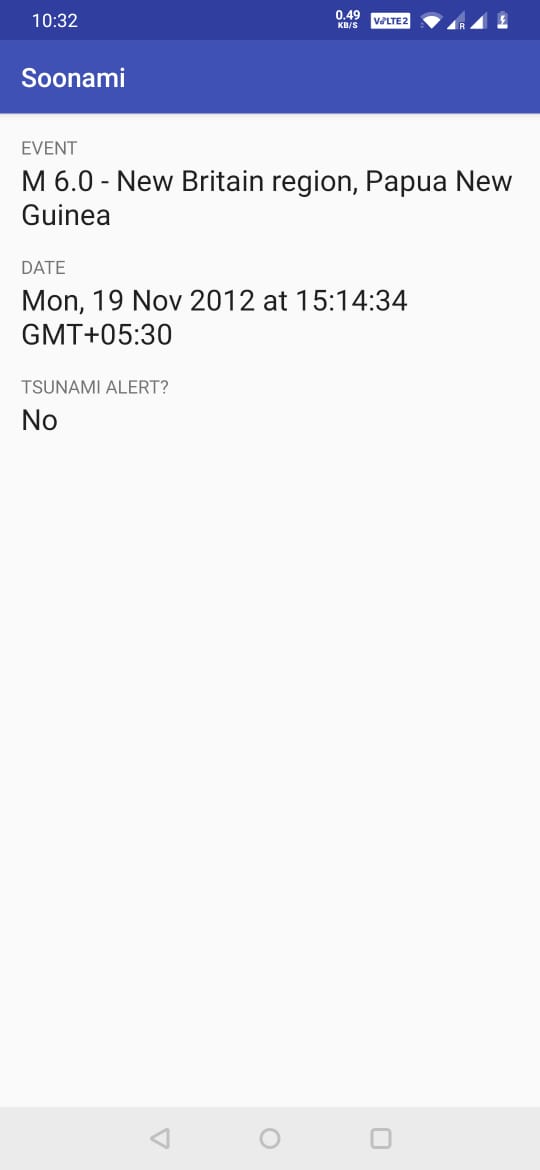 10:32
0.49
KB/S
VoLTE2
R
Soonami
EVENT
M 6.0 - New Britain region, Papua New
Guinea
DATE
Mon, 19 Nov 2012 at 15:14:34
GMT+05:30
TSUNAMI ALERT?
No